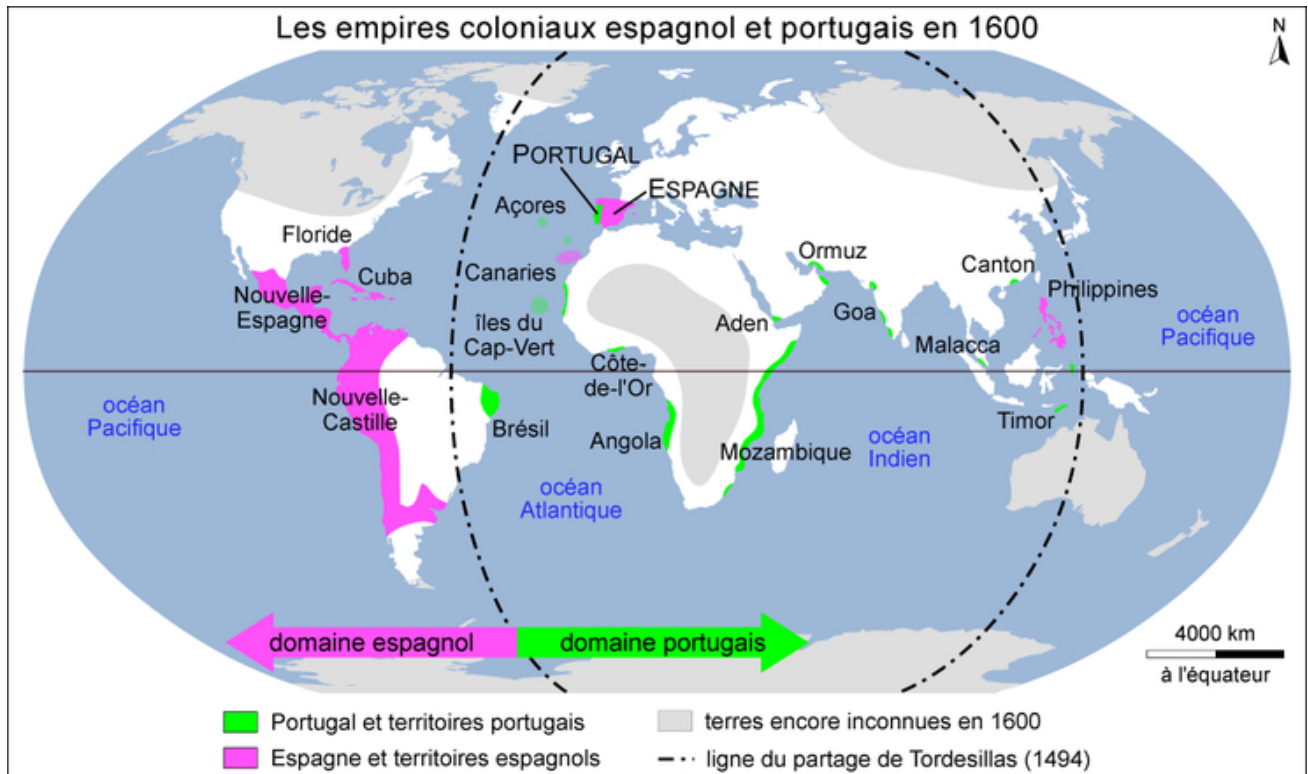 Les empires coloniaux espagnol et portugais en 1600
N
PORTUGAL
ESPAGNE
Açores
Floride
Ormuz
Canton
Cuba
Canaries
Philippines
Nouvelle-
Espagne
Aden
Goa
îles du
Cap-Vert
océan
Pacifique
Malacca
Côte-
de-l'Or
Nouvelle-
Castille
océan
Pacifique
Brésil
Angola
Mozambique
océan
Indien
Timor
océan
Atlantique
domaine espagnol
domaine portugais
4000 km
à l'équateur
Portugal et territoires portugais
terres encore inconnues en 1600
Espagne et territoires espagnols
ligne du partage de Tordesillas (1494)